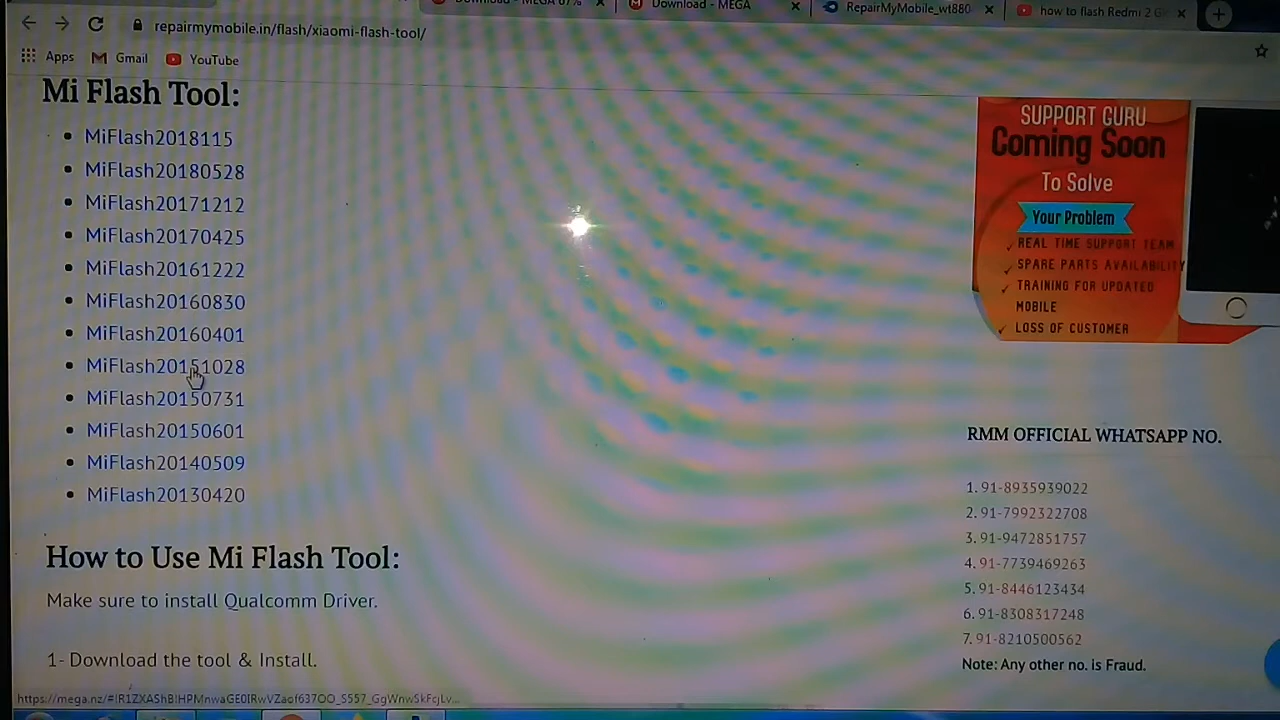 Download - MEGA 67%
Download - MEGA
RepairMyMobile_wt880
how to flash Redmi 2
repairmymobile.in/flash/xiaomi-flash-tool/
Apps
Gmail
YouTube
Mi Flash Tool:
MiFlash2018115
MiFlash20180528
MiFlash20171212
MiFlash20170425
MiFlash20161222
MiFlash20160830
MiFlash20160401
MiFlash20151028
MiFlash20150731
MiFlash20150601
MiFlash20140509
MiFlash20130420
How to Use Mi Flash Tool:
Make sure to install Qualcomm Driver.
1- Download the tool & Install.
SUPPORT GURU
Coming Soon
To Solve
Your Problem
REAL TIME SUPPORT TEAM
SPARE PARTS AVAILABILITY
TRAINING FOR UPDATED
MOBILE
LOSS OF CUSTOMER
RMM OFFICIAL WHATSAPP NO.
1. 91-8935939022
2. 91-7992322708
3. 91-9472851757
4. 91-7739469263
5. 91-8446123434
6. 91-8308317248
7. 91-8210500562
Note: Any other no. is Fraud.